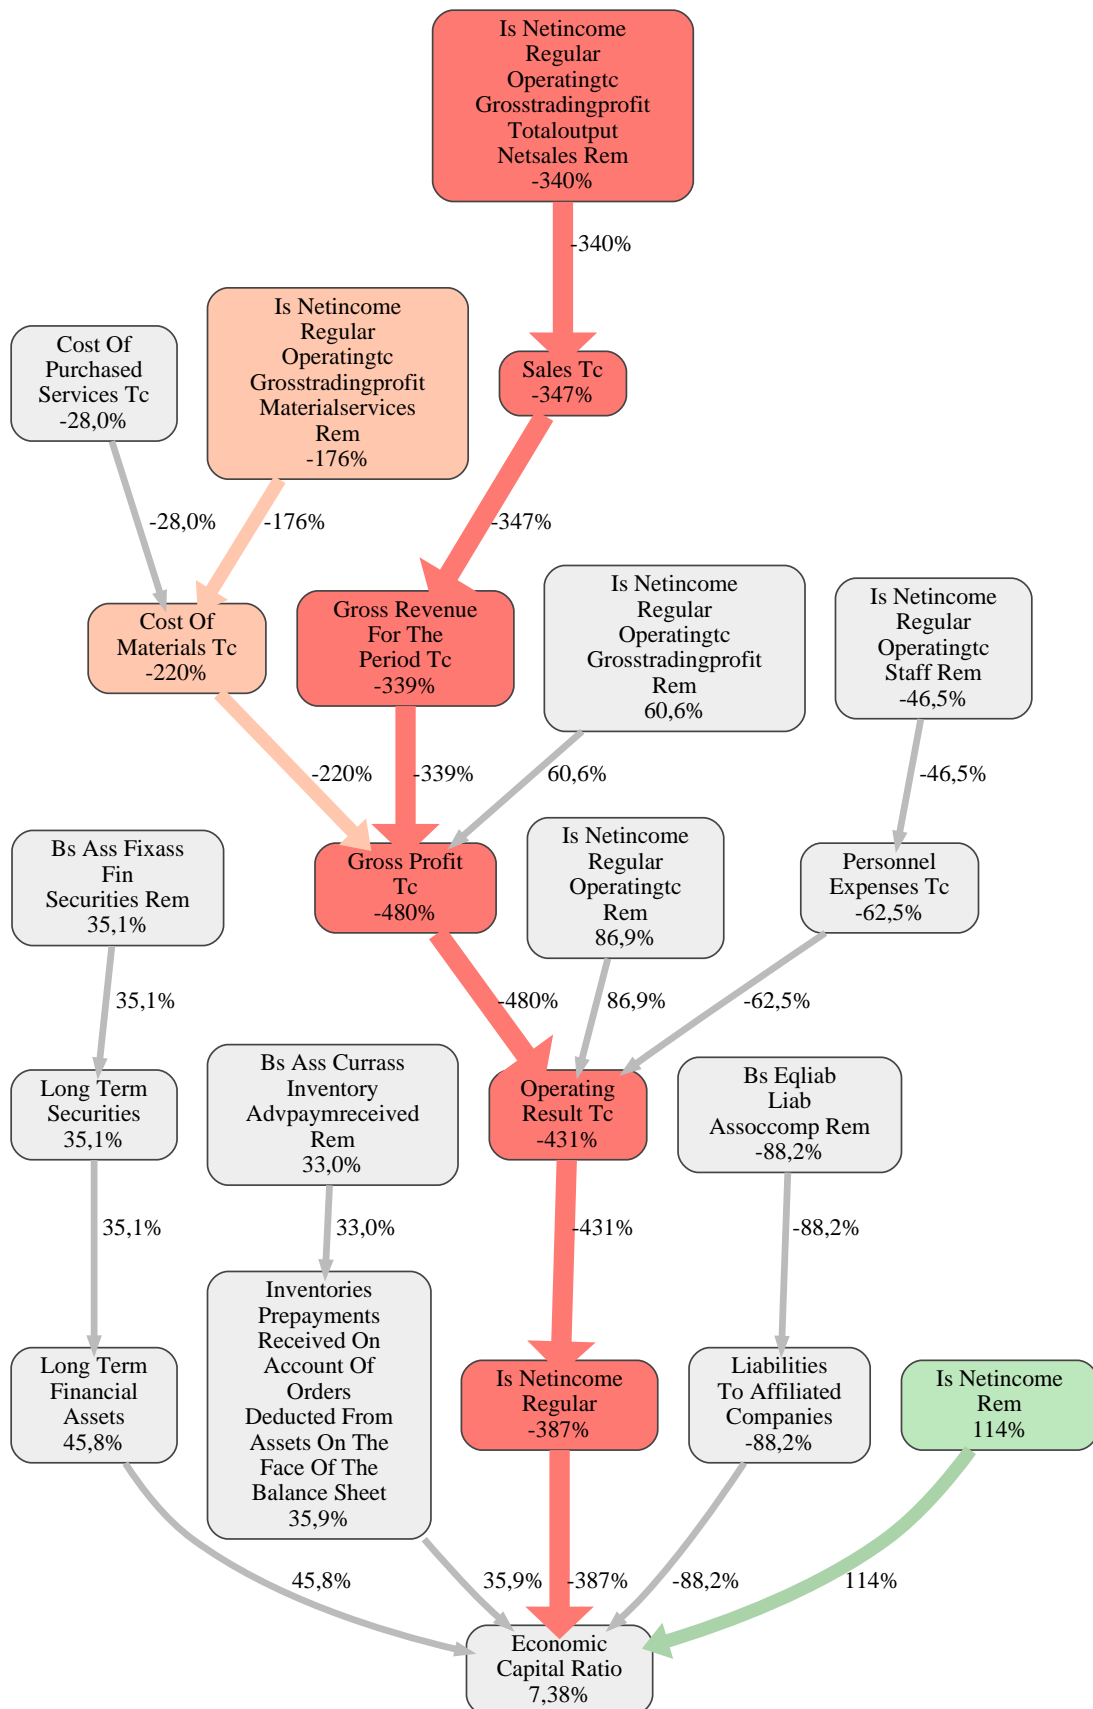 Is Netincome
Regular
Operatingtc
Grosstradingprofit
Totaloutput
Netsales Rem
-340%
-340%
Cost Of
Purchased
Services Tc
-28,0%
Is Netincome
Regular
Operatingtc
Grosstradingprofit
Materialservices
Rem
-176%
Sales Tc
-347%
-28,0%
-176%
-347%
Cost Of
Materials Tc
-220%
Gross Revenue
For The
Period Tc
-339%
Is Netincome
Regular
Operatingtc
Grosstradingprofit
Rem
60,6%
Is Netincome
Regular
Operatingtc
Staff Rem
-46,5%
-220%
-339%
60,6%
-46,5%
Bs Ass Fixass
Fin
Securities Rem
35,1%
Gross Profit
Tc
-480%
Is Netincome
Regular
Operatingtc
Rem
86,9%
Personnel
Expenses Tc
-62,5%
35,1%
-480%
86,9%
-62,5%
Long Term
Securities
35,1%
Bs Ass Currass
Inventory
Advpaymreceived
Rem
33,0%
Operating
Result Tc
-431%
Bs Eqliab
Liab
Assoccomp Rem
-88,2%
35,1%
33,0%
-431%
-88,2%
Long Term
Financial
Assets
45,8%
Inventories
Prepayments
Received On
Account Of
Orders
Deducted From
Assets On The
Face Of The
Balance Sheet
35,9%
Is Netincome
Regular
-387%
Liabilities
To Affiliated
Companies
-88,2%
Is Netincome
Rem
114%
45,8%
35,9%
-387%
-88,2%
114%
Economic
Capital Ratio
7,38%